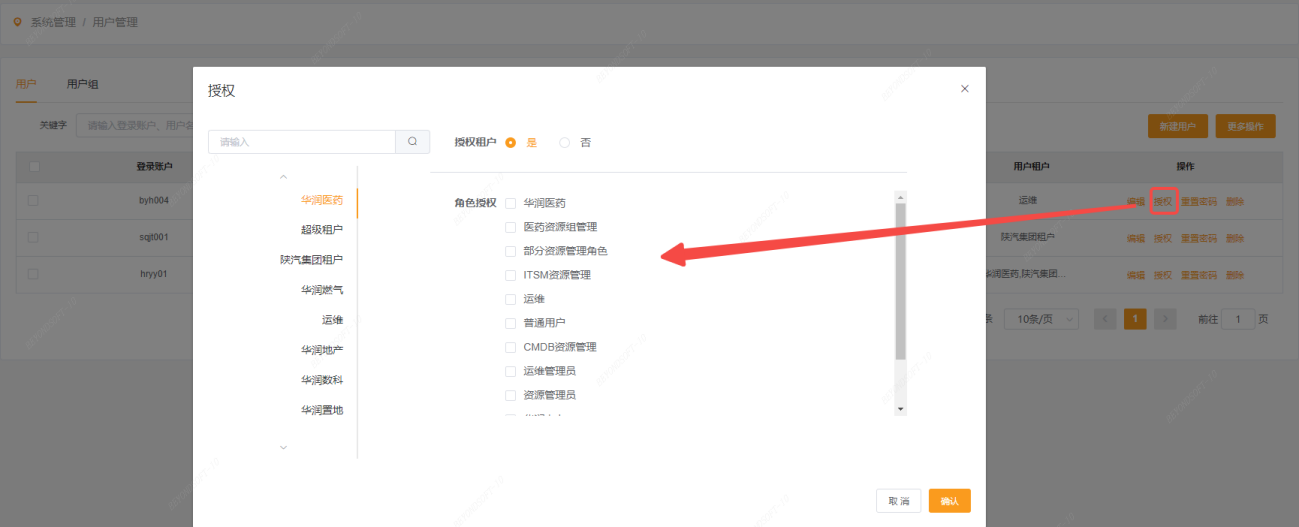 系统管理 / 用户管理
用户 用户组
关键字 请输入登录账户、用户名
新建用户 更多操作
登录账户 用户租户 操作
byh004 运维 编辑 授权 重置密码 删除
sqjt001 陕汽集团租户 编辑 授权 重置密码 删除
hryy01 华润医药,陕汽集团... 编辑 授权 重置密码 删除
条 10条/页 1 前往 1 页
授权
请输入
授权租户 是 否
华润医药
超级租户
陕汽集团租户
华润燃气
运维
华润地产
华润数科
华润置地
角色授权 华润医药
医药资源组管理
部分资源管理角色
ITSM资源管理
运维
普通用户
CMDB资源管理
运维管理员
资源管理员
取 消 确认